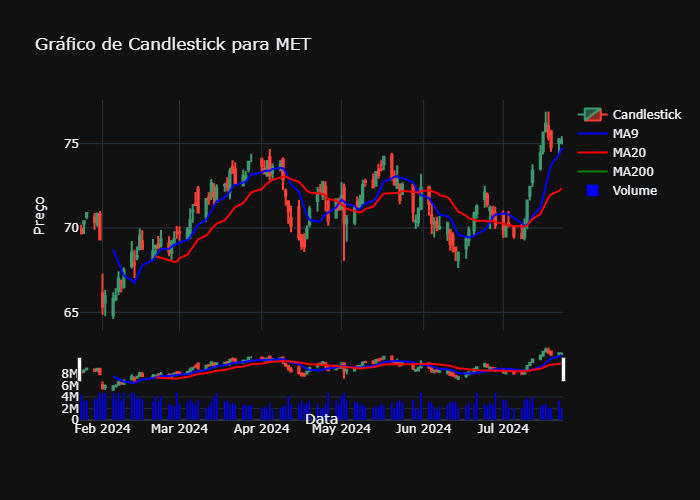 Gráfico de Candlestick para MET
Candlestick
MA9
MA20
MA200
Volume
75
70
65
Preço
8M
6M
4M
2M
0
Feb 2024
Mar 2024
Apr 2024
May 2024
Jun 2024
Jul 2024
Data